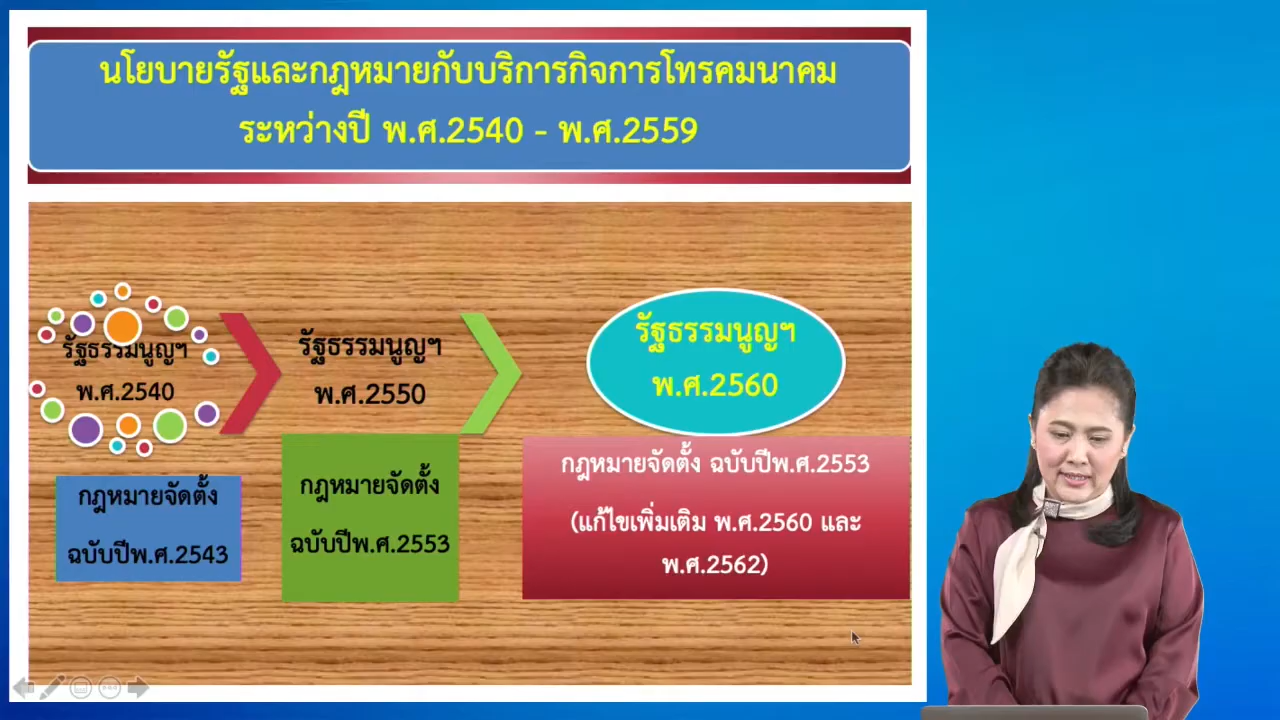 นโยบายรัฐและกฎหมายกับบริการกิจการโทรคมนาคม
ระหว่างปี พ.ศ.2540 - พ.ศ.2559
รัฐธรรมนูญฯ
พ.ศ.2540
กฎหมายจัดตั้ง
ฉบับปีพ.ศ.2543
รัฐธรรมนูญฯ
พ.ศ.2550
กฎหมายจัดตั้ง
ฉบับปีพ.ศ.2553
รัฐธรรมนูญฯ
พ.ศ.2560
กฎหมายจัดตั้ง ฉบับปีพ.ศ.2553
(แก้ไขเพิ่มเติม พ.ศ.2560 และ
พ.ศ.2562)